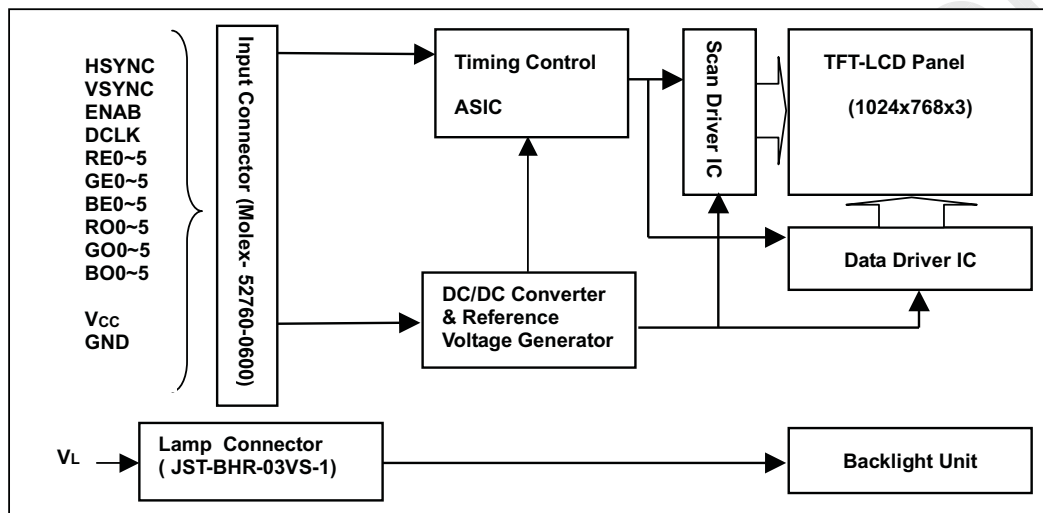 HSYNC
VSYNC
ENAB
DCLK
RE0~5
GE0~5
BE0~5
RO0~5
GO0~5
BO0~5
VCC
GND
Input Connector (Molex- 52760-0600)
Timing Control
ASIC
DC/DC Converter
& Reference
Voltage Generator
Scan Driver IC
TFT-LCD Panel
(1024x768x3)
Data Driver IC
VL
Lamp Connector
( JST-BHR-03VS-1)
Backlight Unit